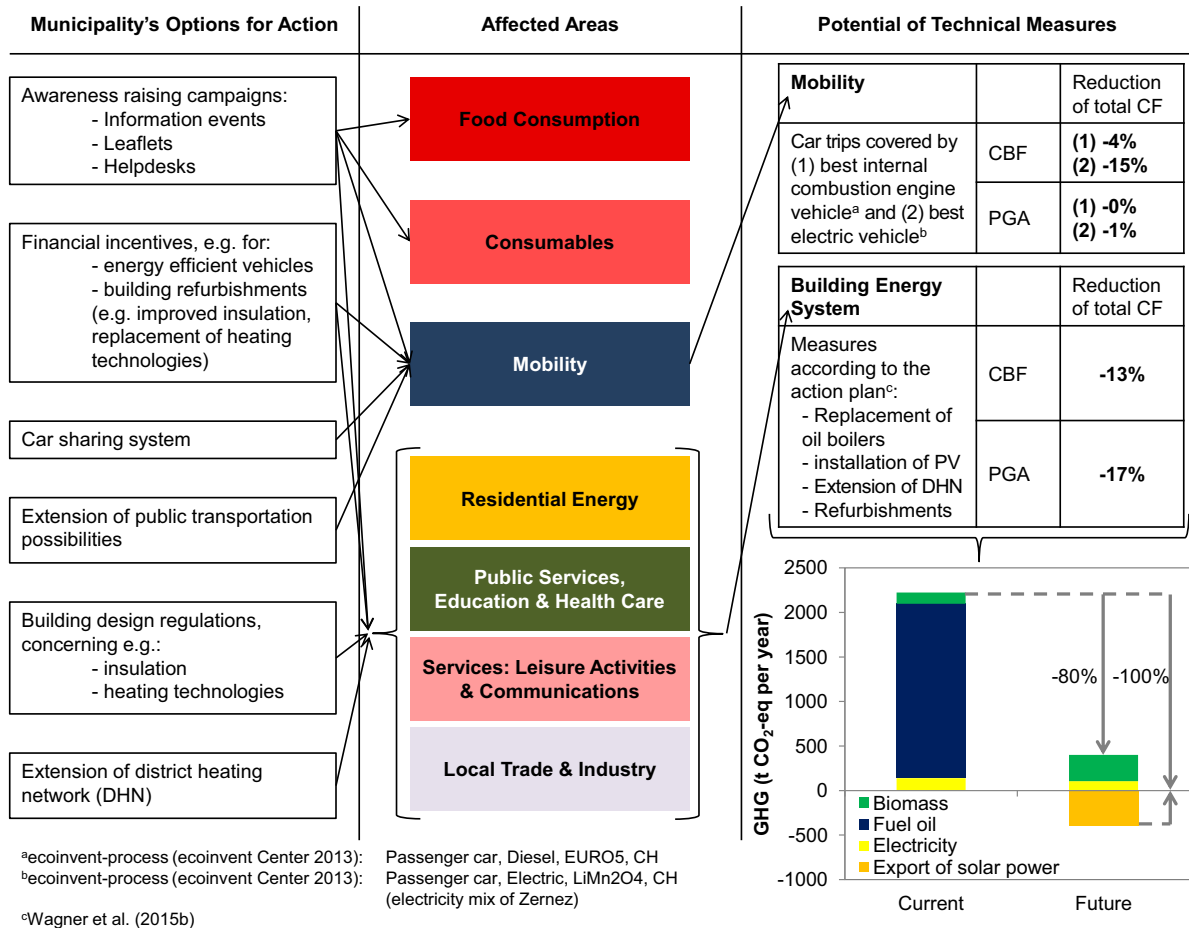 Municipality's Options for Action
Affected Areas
Potential of Technical Measures
Awareness raising campaigns:
- Information events
- Leaflets
- Helpdesks
Financial incentives, e.g. for:
- energy efficient vehicles
- building refurbishments
(e.g. improved insulation,
replacement of heating
technologies)
Car sharing system
Extension of public transportation
possibilities
Building design regulations,
concerning e.g.:
- insulation
- heating technologies
Extension of district heating
network (DHN)
Food Consumption
Consumables
Mobility
Residential Energy
Public Services,
Education & Health Care
Services: Leisure Activities
& Communications
Local Trade & Industry
Mobility
Reduction
of total CF
Car trips covered by
(1) best internal
combustion engine
vehicleᵃ and (2) best
electric vehicleᵇ
CBF
(1) -4%
(2) -15%
PGA
(1) -0%
(2) -1%
Building Energy
System
Reduction
of total CF
Measures
according to the
action planᶜ:
- Replacement of
oil boilers
- installation of PV
- Extension of DHN
- Refurbishments
CBF
-13%
PGA
-17%
GHG (t CO₂-eq per year)
2500
2000
1500
1000
500
0
-500
-1000
-80%
-100%
Biomass
Fuel oil
Electricity
Export of solar power
Current
Future
ᵃecoinvent-process (ecoinvent Center 2013): Passenger car, Diesel, EURO5, CH
ᵇecoinvent-process (ecoinvent Center 2013): Passenger car, Electric, LiMn2O4, CH
(electricity mix of Zernez)
ᶜWagner et al. (2015b)